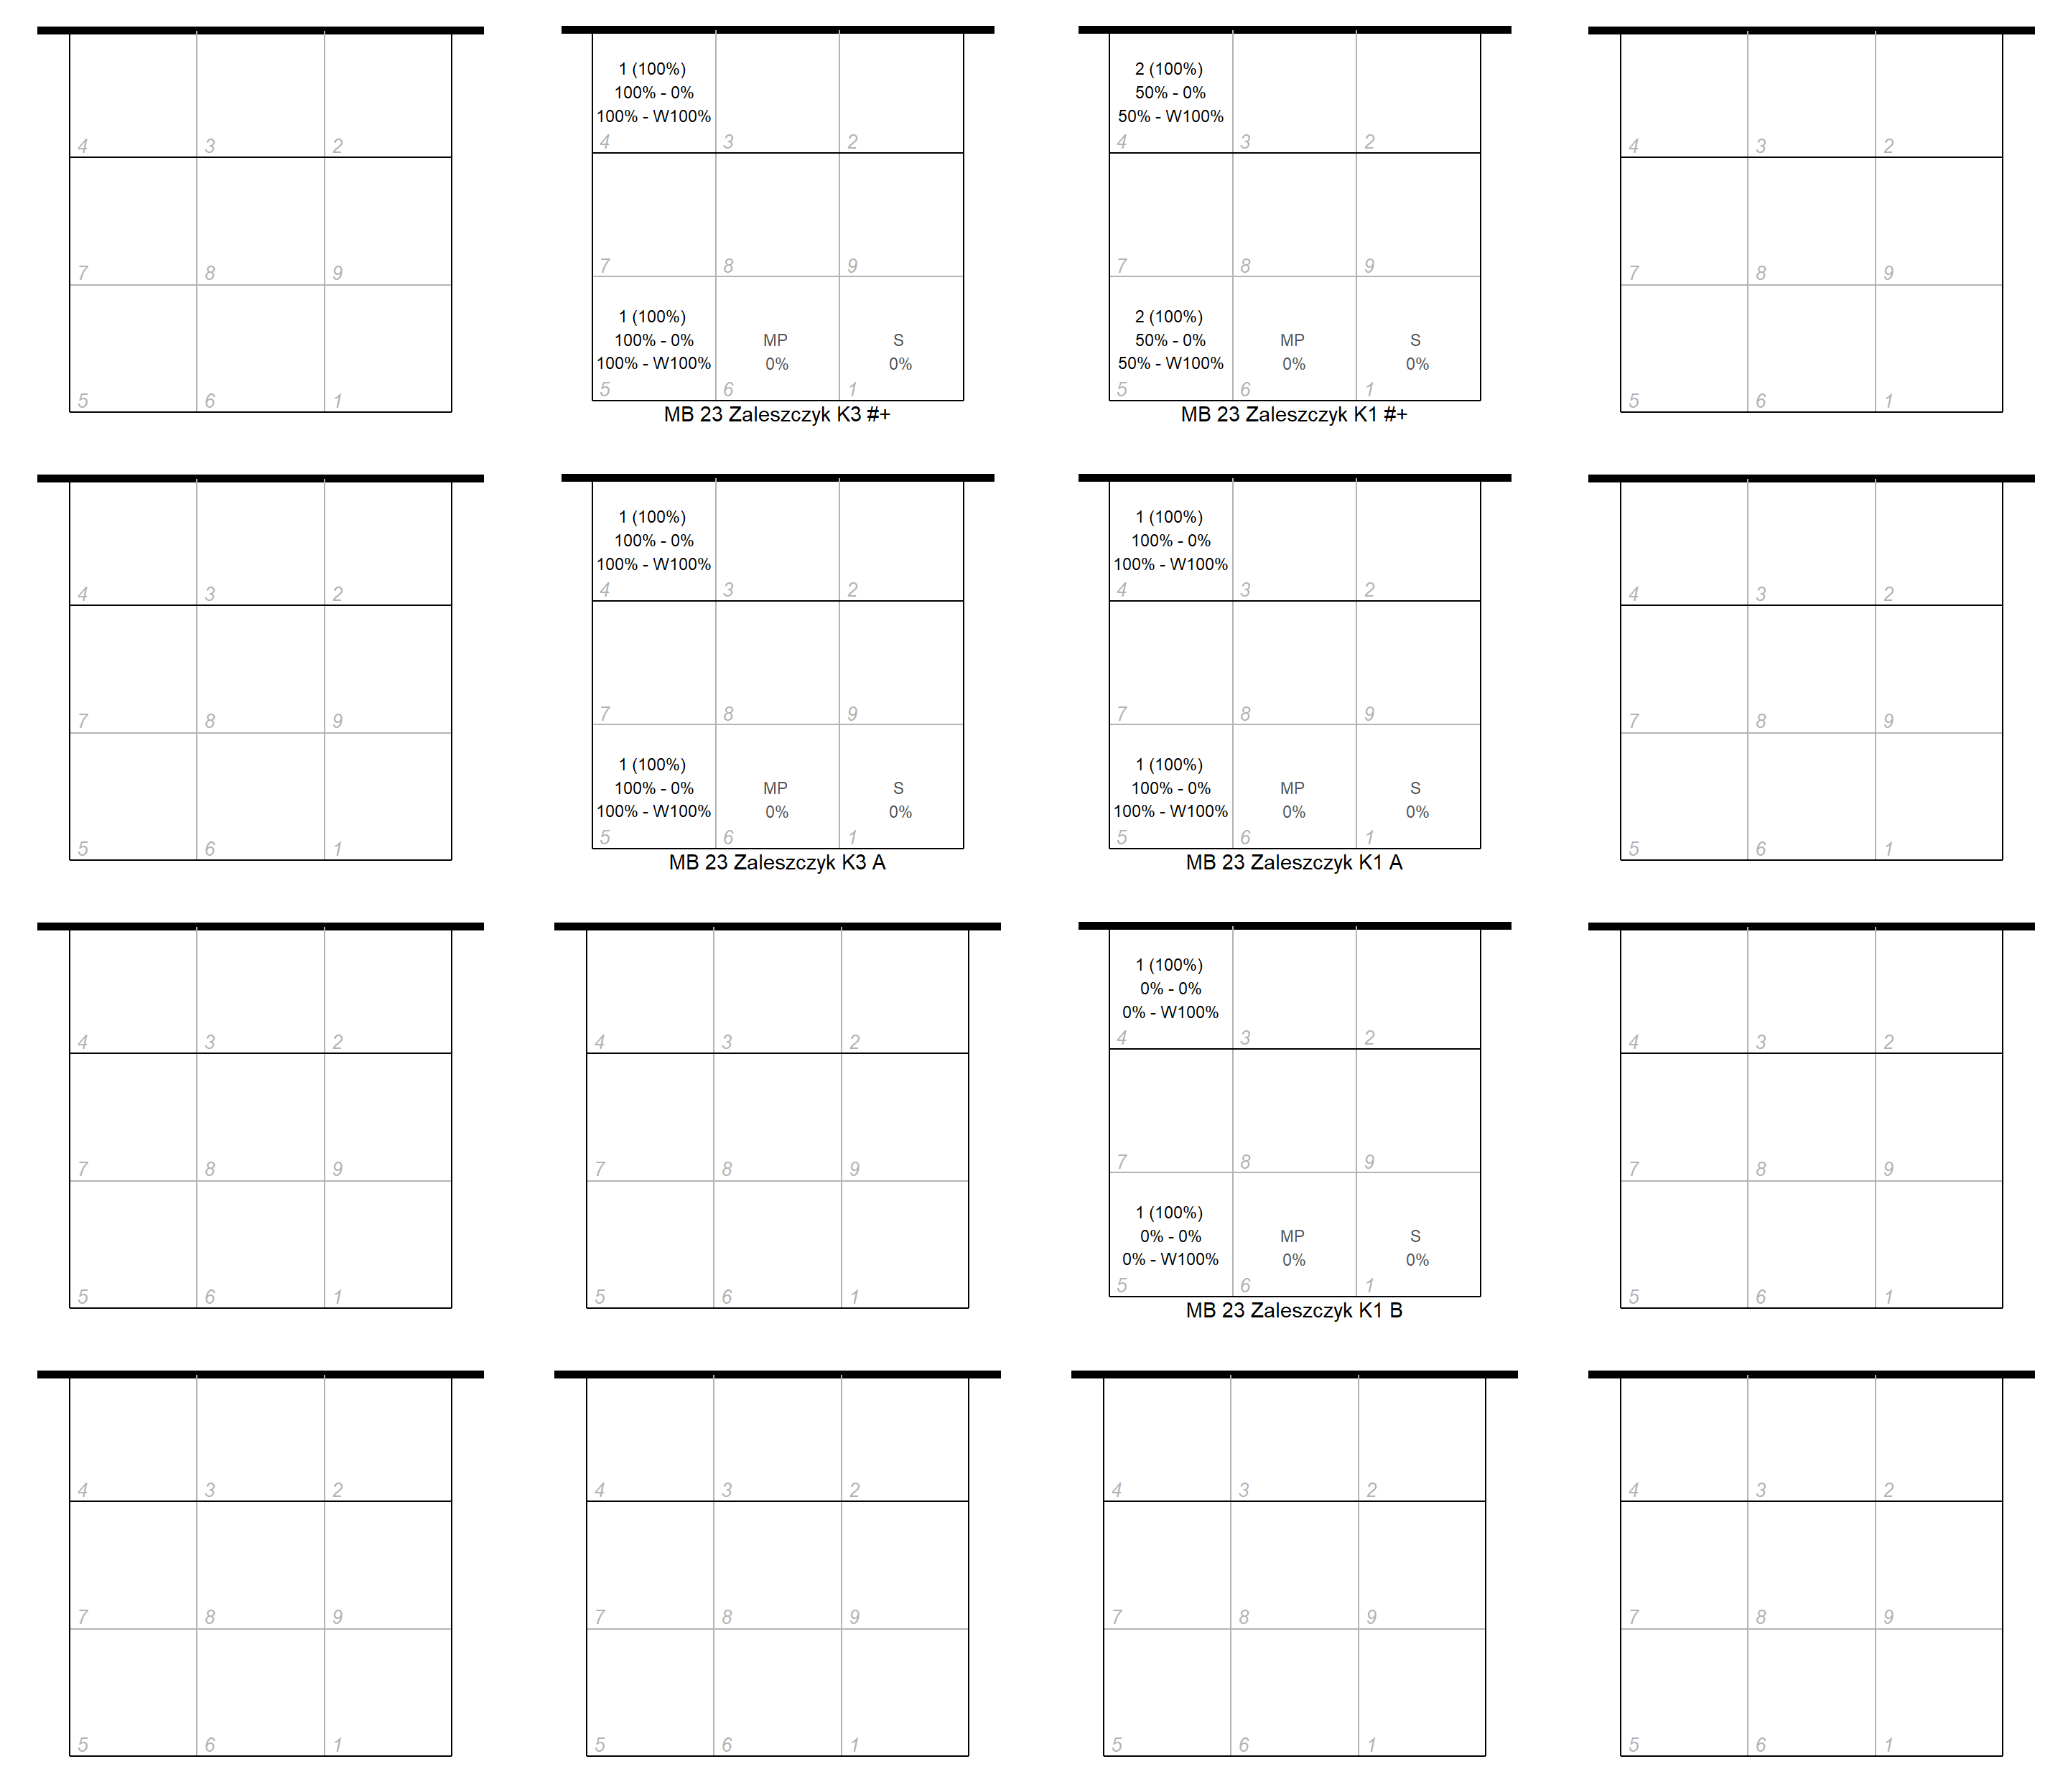 4 3 2
7 8 9
5 6 1
1 (100%)
100% - 0%
100% - W100%
4 3 2
7 8 9
1 (100%)
100% - 0% MP S
100% - W100% 0% 0%
5 6 1
MB 23 Zaleszczyk K3 #+
2 (100%)
50% - 0%
50% - W100%
4 3 2
7 8 9
2 (100%)
50% - 0% MP S
50% - W100% 0% 0%
5 6 1
MB 23 Zaleszczyk K1 #+
4 3 2
7 8 9
5 6 1
4 3 2
7 8 9
5 6 1
1 (100%)
100% - 0%
100% - W100%
4 3 2
7 8 9
1 (100%)
100% - 0% MP S
100% - W100% 0% 0%
5 6 1
MB 23 Zaleszczyk K3 A
1 (100%)
100% - 0%
100% - W100%
4 3 2
7 8 9
1 (100%)
100% - 0% MP S
100% - W100% 0% 0%
5 6 1
MB 23 Zaleszczyk K1 A
4 3 2
7 8 9
5 6 1
4 3 2
7 8 9
5 6 1
4 3 2
7 8 9
5 6 1
1 (100%)
0% - 0%
0% - W100%
4 3 2
7 8 9
1 (100%)
0% - 0% MP S
0% - W100% 0% 0%
5 6 1
MB 23 Zaleszczyk K1 B
4 3 2
7 8 9
5 6 1
4 3 2
7 8 9
5 6 1
4 3 2
7 8 9
5 6 1
4 3 2
7 8 9
5 6 1
4 3 2
7 8 9
5 6 1